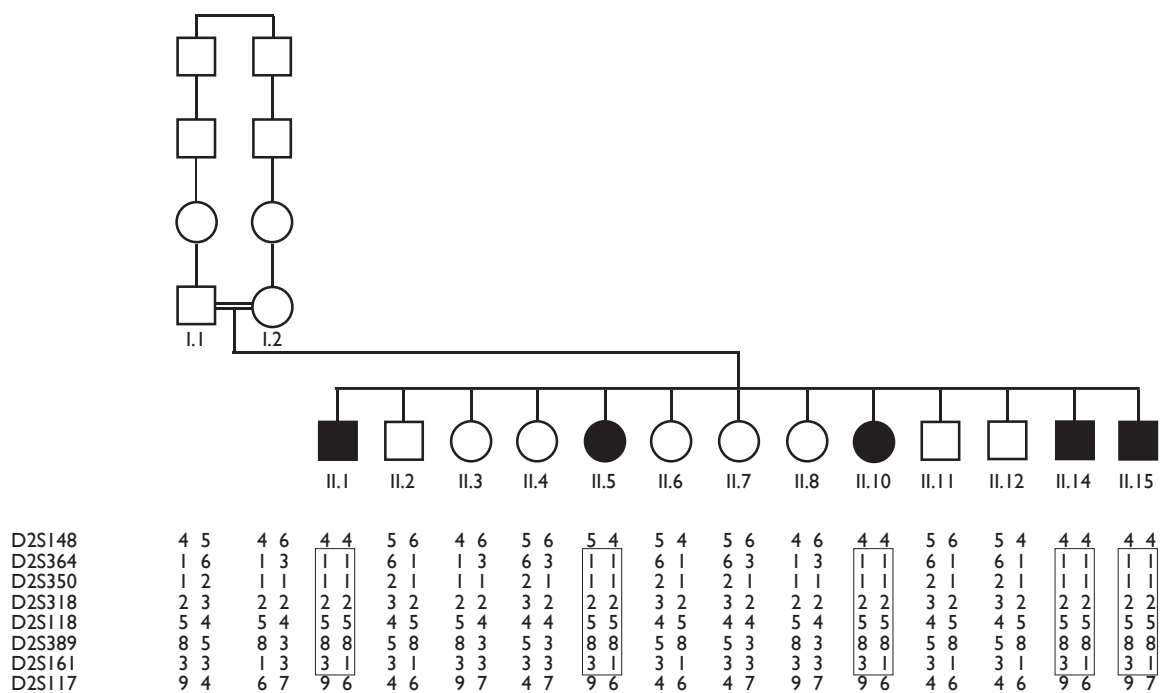 I.1 I.2
II.1 II.2 II.3 II.4 II.5 II.6 II.7 II.8 II.10 II.11 II.12 II.14 II.15
D2S148 4 5 4 6 4 4 5 6 4 6 5 6 5 4 5 4 5 6 4 6 4 4 5 6 5 4 4 4 4 4
D2S364 1 6 1 3 1 1 6 1 1 3 6 3 1 1 6 1 6 3 1 3 1 1 6 1 6 1 1 1 1 1
D2S350 1 2 1 1 1 1 2 1 1 1 2 1 1 1 2 1 2 1 1 1 1 1 2 1 2 1 1 1 1 1
D2S318 2 3 2 2 2 2 3 2 2 2 3 2 2 2 3 2 3 2 2 2 2 2 3 2 3 2 2 2 2 2
D2S118 5 4 5 4 5 5 4 5 5 4 4 4 5 5 4 5 4 4 5 4 5 5 4 5 4 5 5 5 5 5
D2S389 8 5 8 3 8 8 5 8 8 3 5 3 8 8 5 8 5 3 8 3 8 8 5 8 5 8 8 8 8 8
D2S161 3 3 1 3 3 1 3 1 3 3 3 3 3 1 3 1 3 3 3 3 3 1 3 1 3 1 3 1 3 1
D2S117 9 4 6 7 9 6 4 6 9 7 4 7 9 6 4 6 4 7 9 7 9 6 4 6 4 6 9 6 9 7